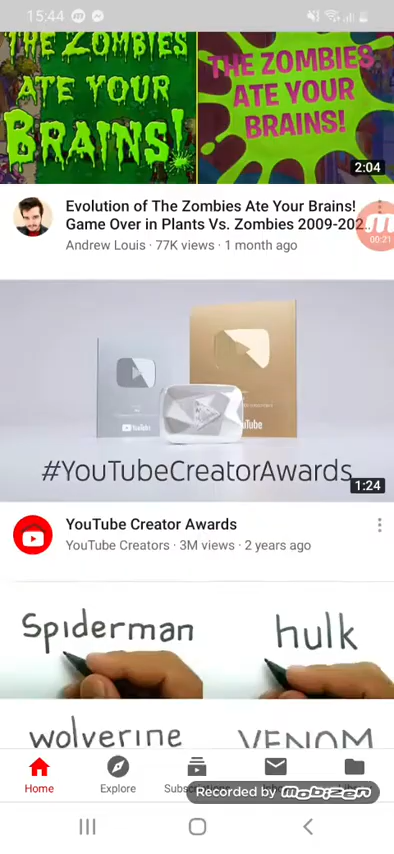 15:44
THE ZOMBIES
ATE YOUR
BRAINS!
THE ZOMBIES
ATE YOUR
BRAINS!
2:04
Evolution of The Zombies Ate Your Brains!
Game Over in Plants Vs. Zombies 2009-202..
Andrew Louis · 77K views · 1 month ago
00:21
YouTube
#YouTubeCreatorAwards
1:24
YouTube Creator Awards
YouTube Creators · 3M views · 2 years ago
Spiderman
hulk
wolverine
VENOM
Home
Explore
Recorded by mobizen